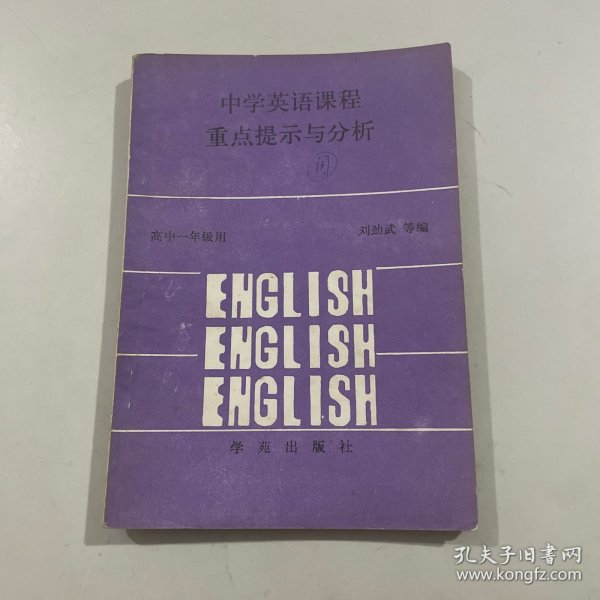 中学英语课程
重点提示与分析
高中一年级用
刘劲武 等编
ENGLISH
ENGLISH
ENGLISH
学苑出版社
孔夫子旧书网
www.kongfz.com